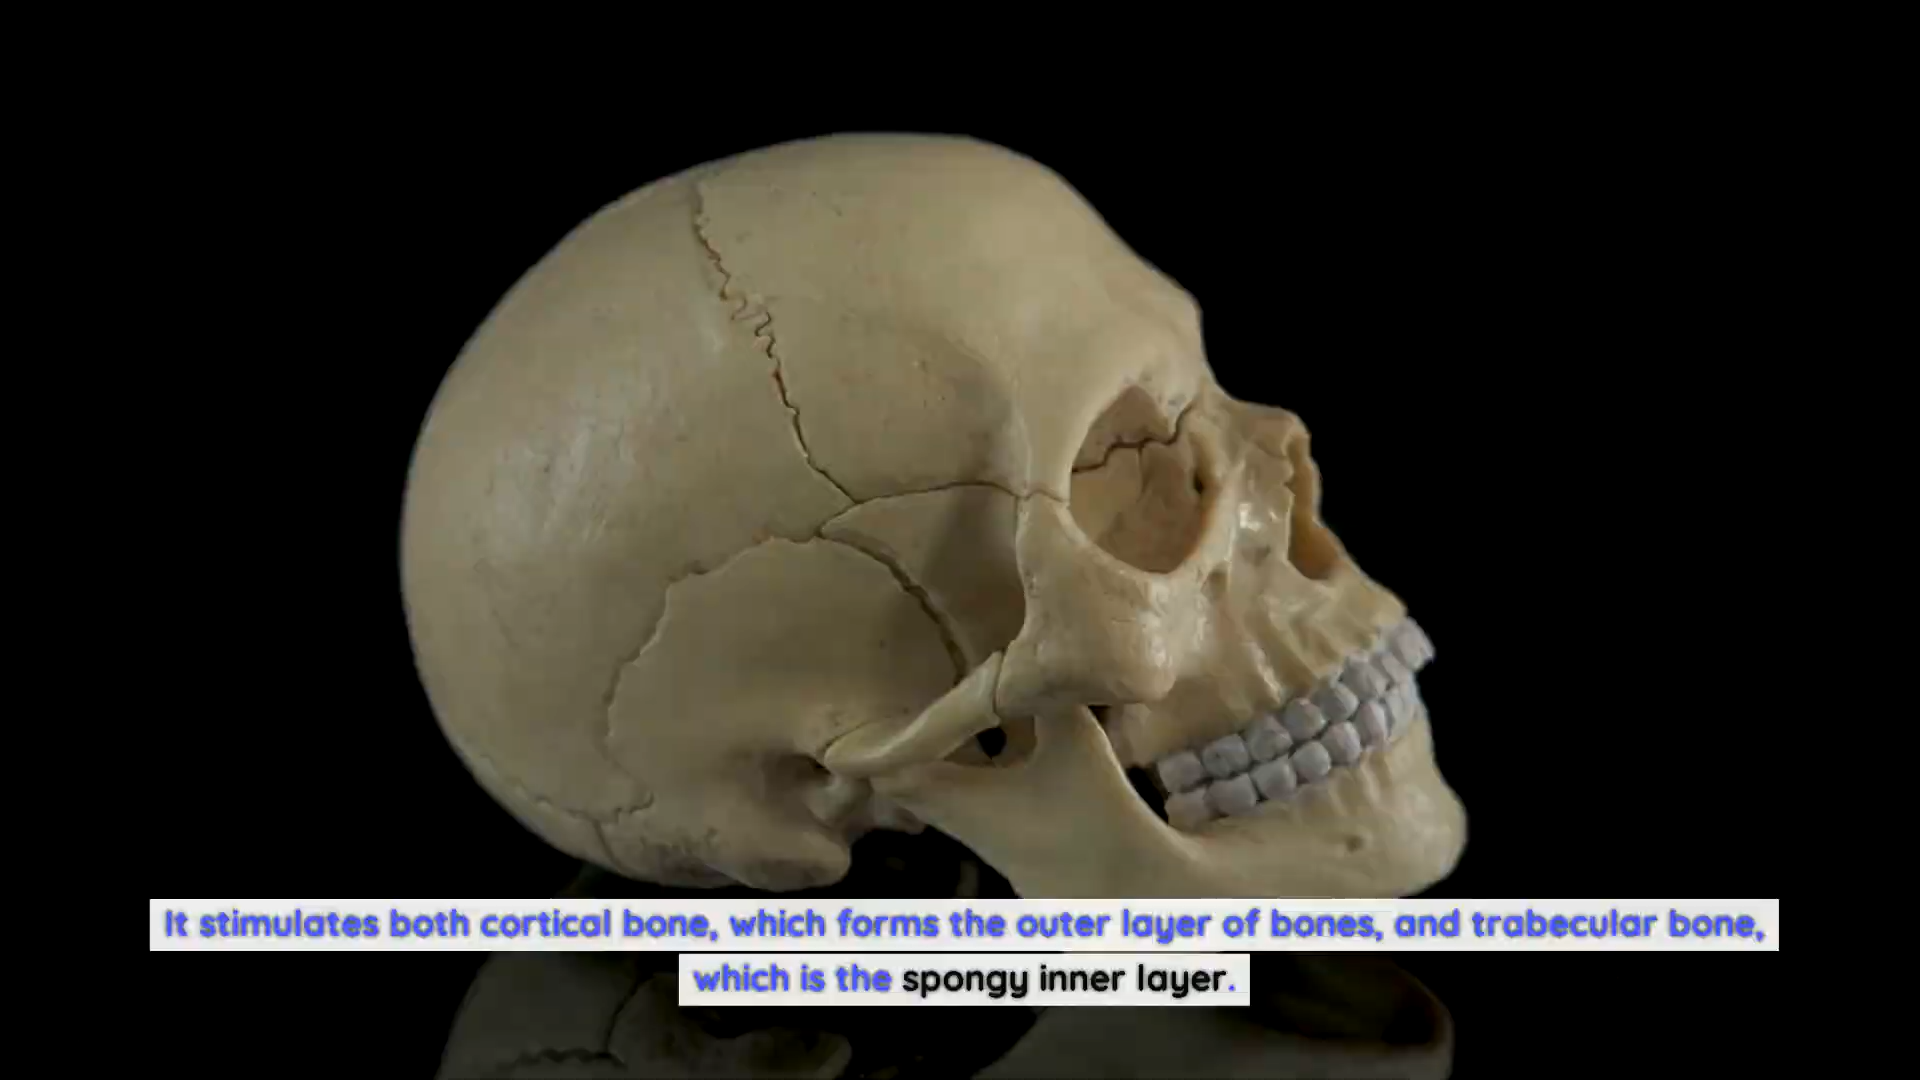 It stimulates both cortical bone, which forms the outer layer of bones, and trabecular bone,
which is the spongy inner layer.